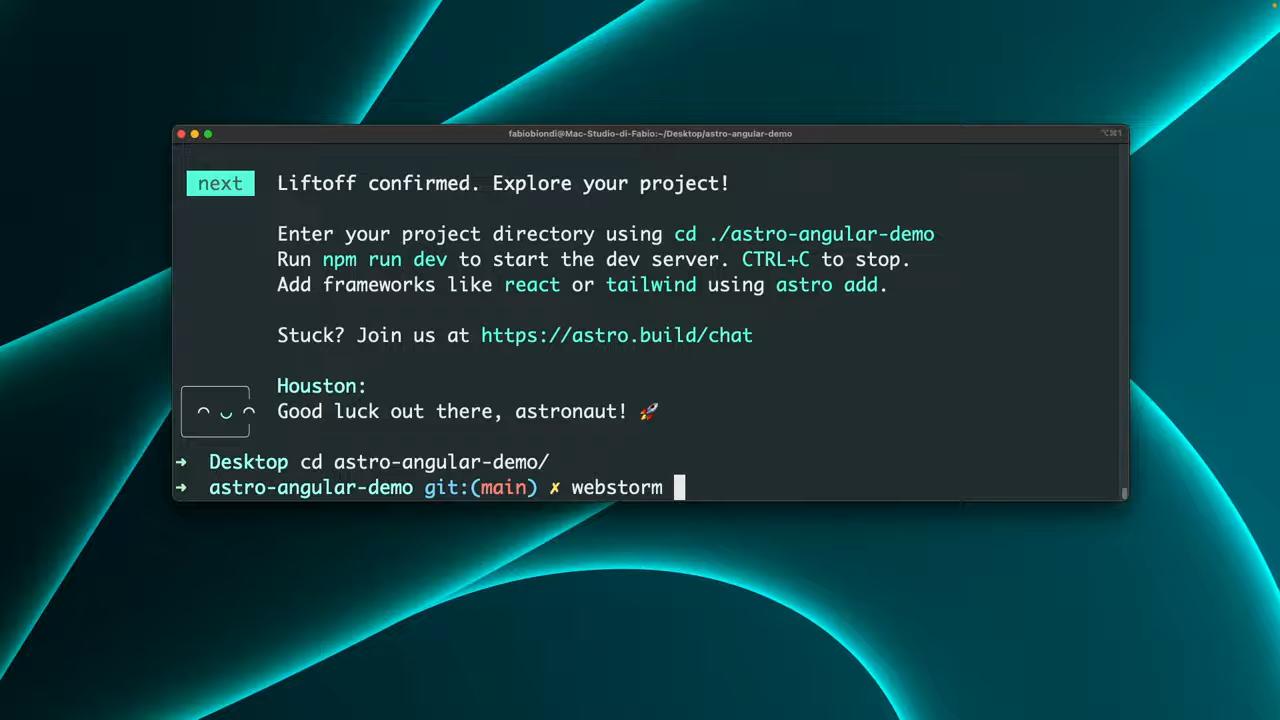 fabiobiondi@Mac-Studio-di-Fabio:~/Desktop/astro-angular-demo
⌥⌘1
next Liftoff confirmed. Explore your project!
Enter your project directory using cd ./astro-angular-demo
Run npm run dev to start the dev server. CTRL+C to stop.
Add frameworks like react or tailwind using astro add.
Stuck? Join us at https://astro.build/chat
Houston:
Good luck out there, astronaut! 🚀
➜ Desktop cd astro-angular-demo/
➜ astro-angular-demo git:(main) ✗ webstorm